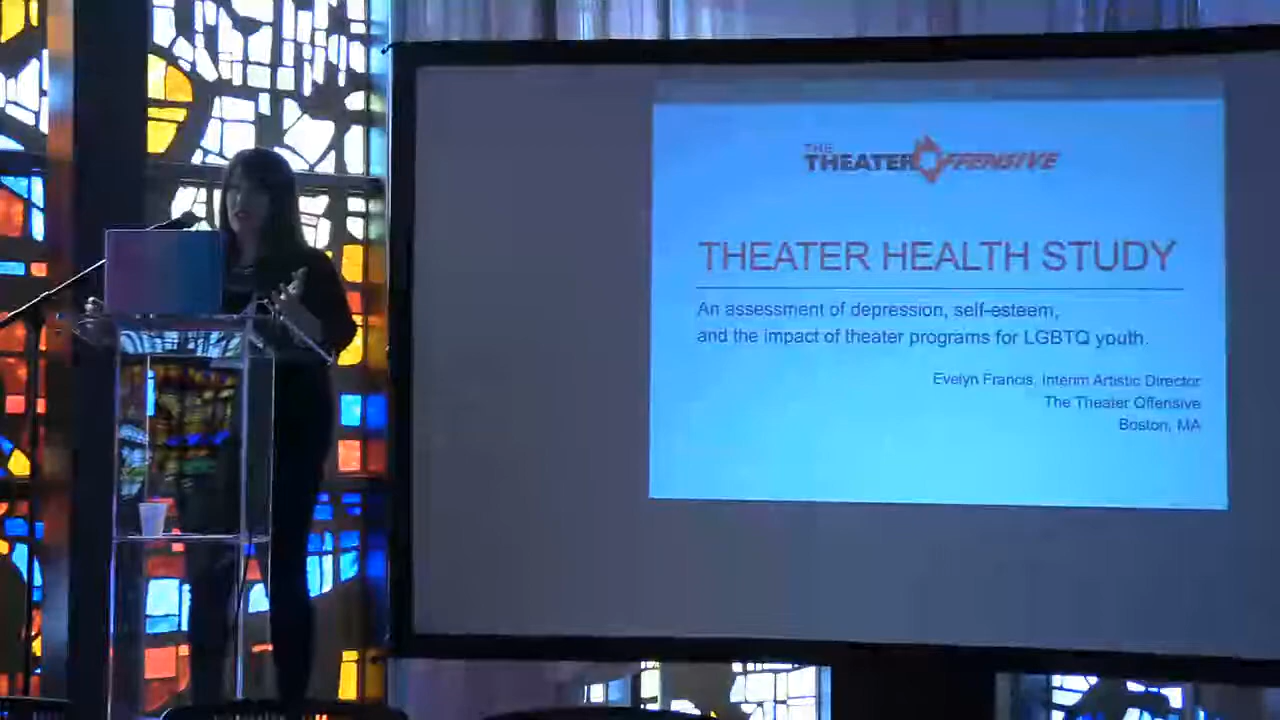 THE
THEATER OFFENSIVE
THEATER HEALTH STUDY
An assessment of depression, self-esteem,
and the impact of theater programs for LGBTQ youth.
Evelyn Francis, Interim Artistic Director
The Theater Offensive
Boston, MA